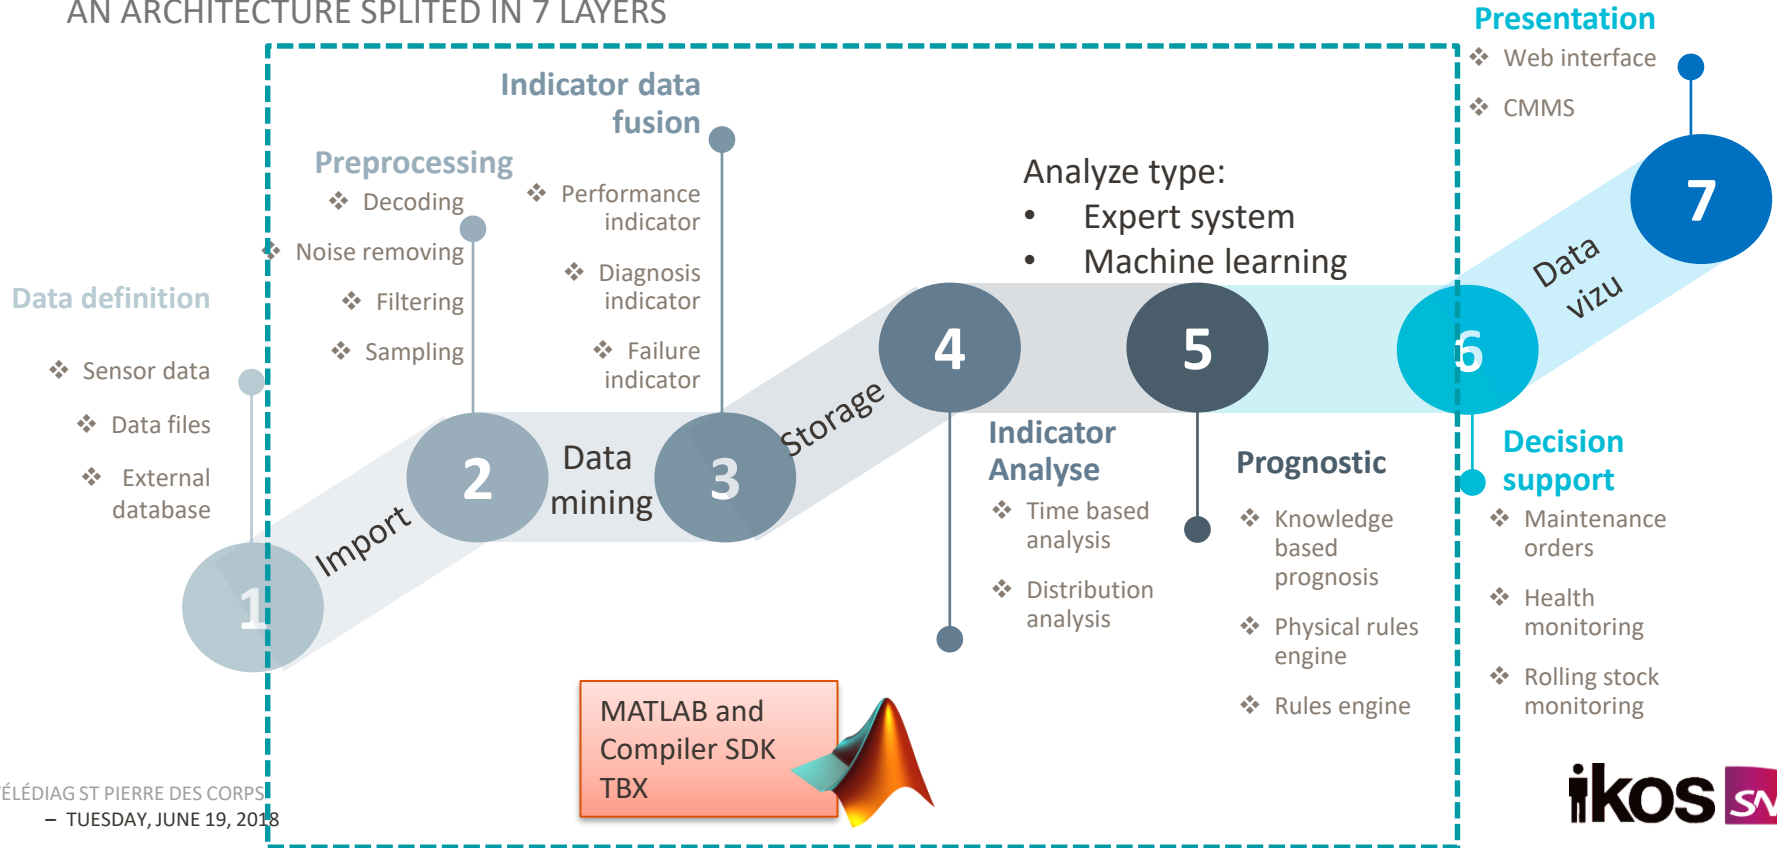 AN ARCHITECTURE SPLITED IN 7 LAYERS
Data definition
Sensor data
Data files
External
database
1
Import
Preprocessing
Decoding
Noise removing
Filtering
Sampling
2
Data
mining
Indicator data
fusion
Performance
indicator
Diagnosis
indicator
Failure
indicator
3
Storage
4
Indicator
Analyse
Time based
analysis
Distribution
analysis
Analyze type:
• Expert system
• Machine learning
5
Prognostic
Knowledge
based
prognosis
Physical rules
engine
Rules engine
6
Decision
support
Maintenance
orders
Health
monitoring
Rolling stock
monitoring
Data
vizu
Presentation
Web interface
CMMS
7
MATLAB and
Compiler SDK
TBX
TÉLÉDIAG ST PIERRE DES CORPS
– TUESDAY, JUNE 19, 2018
ikos